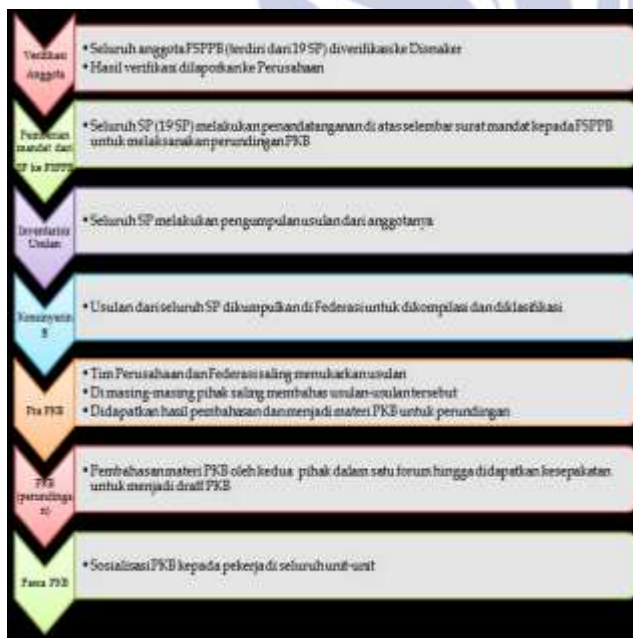 Verifikasi
Anggota
• Seluruh anggota FSPPB (terdiri dari 19 SP) diverifikasi ke Disnaker
• Hasil verifikasi dilaporkan ke Perusahaan
Pemberian
mandat dari
SP ke FSPPB
• Seluruh SP (19 SP) melakukan penandatanganan di atas selembar surat mandat kepada FSPPB
untuk melaksanakan perundingan PKB
Inventarisir
Usulan
• Seluruh SP melakukan pengumpulan usulan dari anggotanya
• Usulan dari seluruh SP dikumpulkan di Federasi untuk dikompilasi dan diklasifikasi
Pra PKB
• Tim Perusahaan dan Federasi saling menukarkan usulan
• Di masing-masing pihak saling membahas usulan-usulan tersebut
• Didapatkan hasil pembahasan dan menjadi materi PKB untuk perundingan
PKB
(perundinga
n)
• Pembahasan materi PKB oleh kedua pihak dalam satu forum hingga didapatkan kesepakatan
untuk menjadi draff PKB
Pasca PKB
• Sosialisasi PKB kepada pekerja di seluruh unit-unit